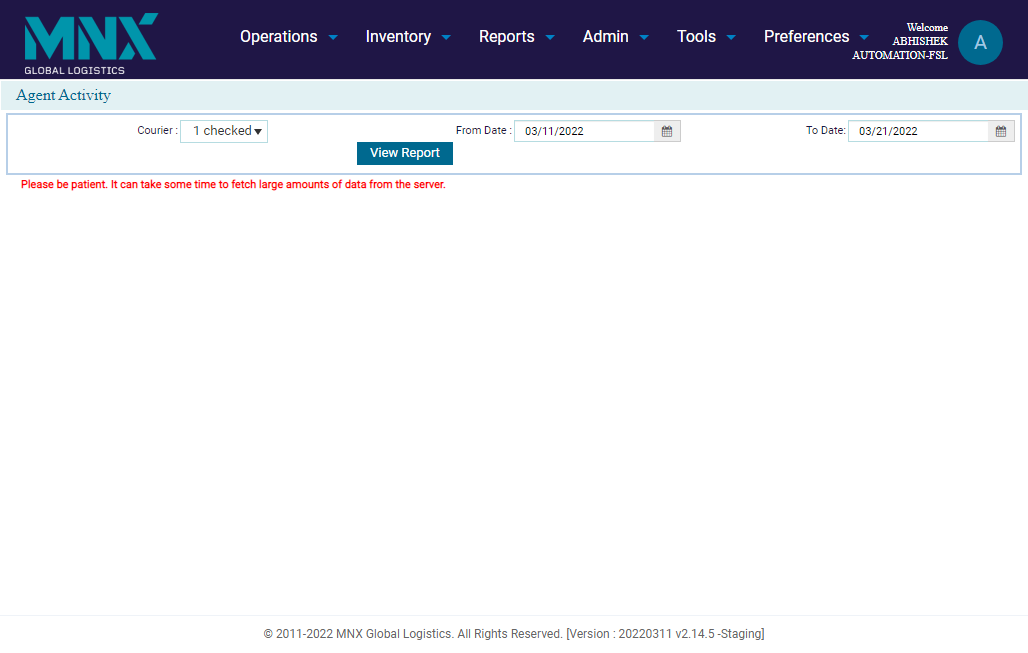 MNX
GLOBAL LOGISTICS
Operations Inventory Reports Admin Tools Preferences
Welcome
ABHISHEK
AUTOMATION-FSL
A
Agent Activity
Courier : 1 checked From Date : 03/11/2022 To Date: 03/21/2022
View Report
Please be patient. It can take some time to fetch large amounts of data from the server.
© 2011-2022 MNX Global Logistics. All Rights Reserved. [Version : 20220311 v2.14.5 -Staging]